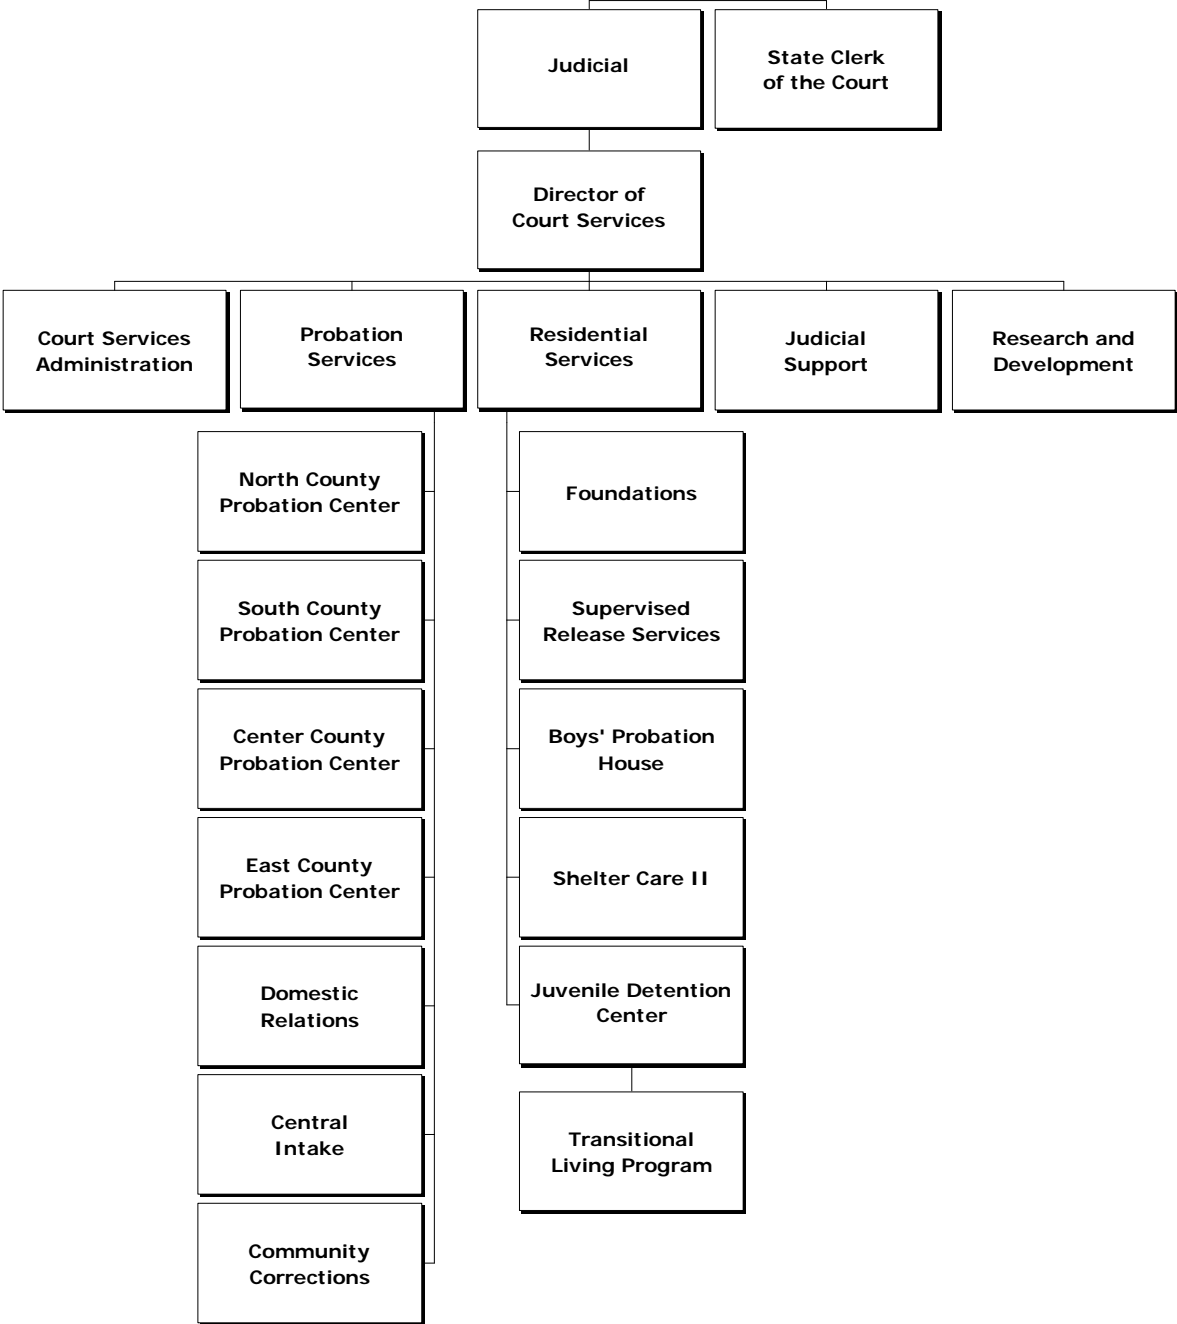 Judicial
State Clerk
of the Court
Director of
Court Services
Court Services
Administration
Probation
Services
Residential
Services
Judicial
Support
Research and
Development
North County
Probation Center
South County
Probation Center
Center County
Probation Center
East County
Probation Center
Domestic
Relations
Central
Intake
Community
Corrections
Foundations
Supervised
Release Services
Boys' Probation
House
Shelter Care II
Juvenile Detention
Center
Transitional
Living Program